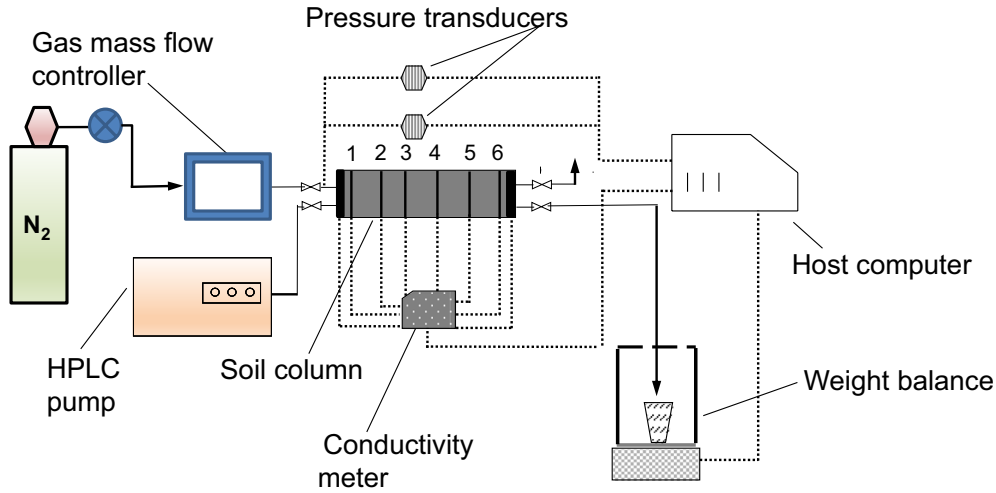 Pressure transducers
Gas mass flow
controller
1 2 3 4 5 6
N2
Host computer
HPLC
pump
Soil column
Weight balance
Conductivity
meter